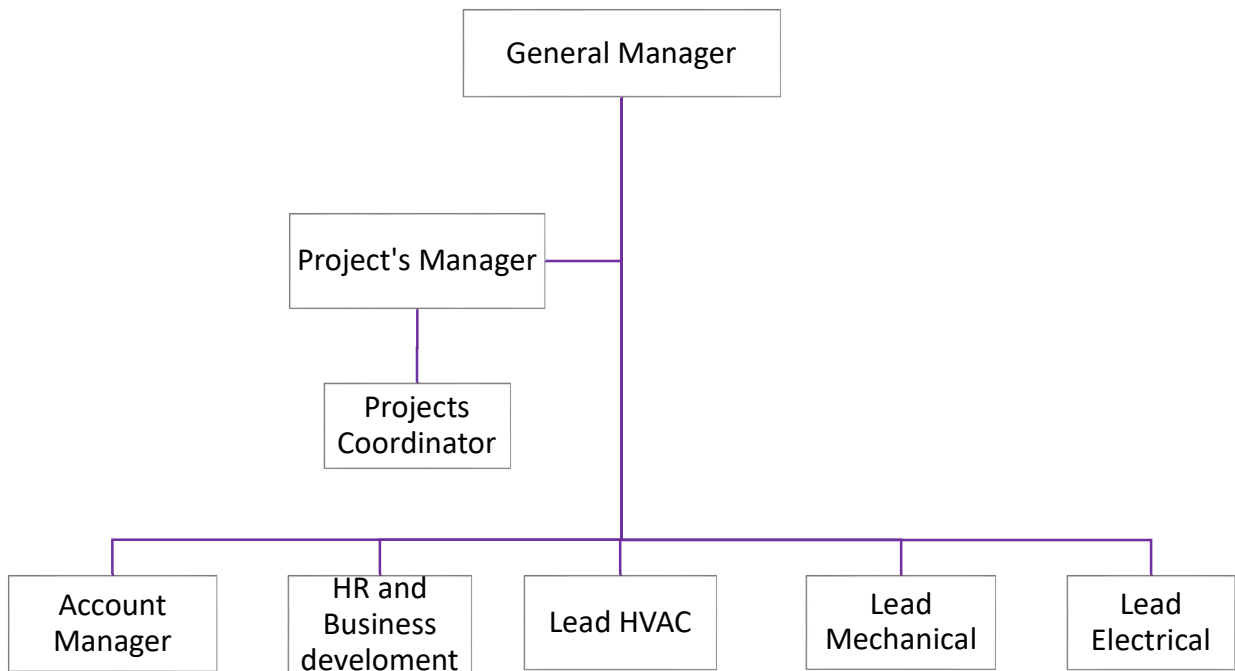 General Manager
Project's Manager
Projects
Coordinator
Account
Manager
HR and
Business
develoment
Lead HVAC
Lead
Mechanical
Lead
Electrical